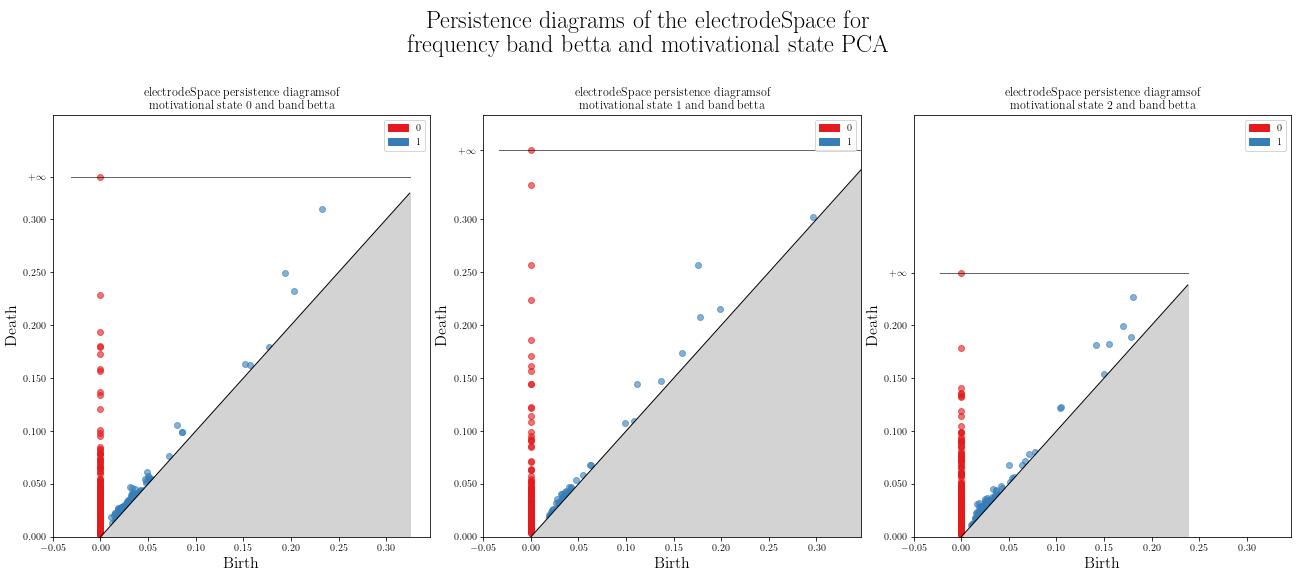 Persistence diagrams of the electrodeSpace for
frequency band betta and motivational state PCA
electrodeSpace persistence diagramsof
motivational state 0 and band betta
0
1
+∞
0.300
0.250
0.200
0.150
0.100
0.050
0.000
Death
−0.05 0.00 0.05 0.10 0.15 0.20 0.25 0.30
Birth
electrodeSpace persistence diagramsof
motivational state 1 and band betta
0
1
+∞
0.300
0.250
0.200
0.150
0.100
0.050
0.000
Death
−0.05 0.00 0.05 0.10 0.15 0.20 0.25 0.30
Birth
electrodeSpace persistence diagramsof
motivational state 2 and band betta
0
1
+∞
0.200
0.150
0.100
0.050
0.000
Death
−0.05 0.00 0.05 0.10 0.15 0.20 0.25 0.30
Birth